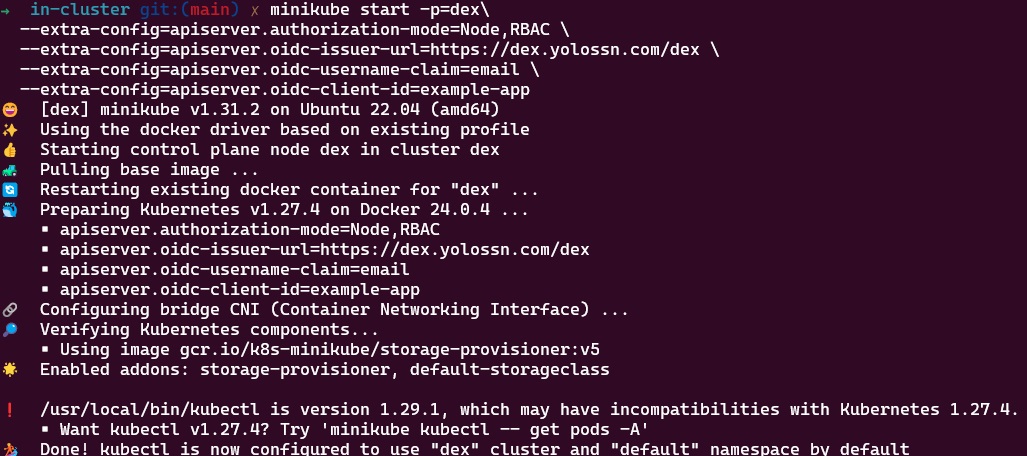 → in-cluster git:(main) ✗ minikube start -p=dex\
--extra-config=apiserver.authorization-mode=Node,RBAC \
--extra-config=apiserver.oidc-issuer-url=https://dex.yolossn.com/dex \
--extra-config=apiserver.oidc-username-claim=email \
--extra-config=apiserver.oidc-client-id=example-app
😄 [dex] minikube v1.31.2 on Ubuntu 22.04 (amd64)
✨ Using the docker driver based on existing profile
👍 Starting control plane node dex in cluster dex
🚜 Pulling base image ...
🔄 Restarting existing docker container for "dex" ...
🐳 Preparing Kubernetes v1.27.4 on Docker 24.0.4 ...
▪ apiserver.authorization-mode=Node,RBAC
▪ apiserver.oidc-issuer-url=https://dex.yolossn.com/dex
▪ apiserver.oidc-username-claim=email
▪ apiserver.oidc-client-id=example-app
🔗 Configuring bridge CNI (Container Networking Interface) ...
🔎 Verifying Kubernetes components...
▪ Using image gcr.io/k8s-minikube/storage-provisioner:v5
🌟 Enabled addons: storage-provisioner, default-storageclass
❗ /usr/local/bin/kubectl is version 1.29.1, which may have incompatibilities with Kubernetes 1.27.4.
▪ Want kubectl v1.27.4? Try 'minikube kubectl -- get pods -A'
🏄 Done! kubectl is now configured to use "dex" cluster and "default" namespace by default